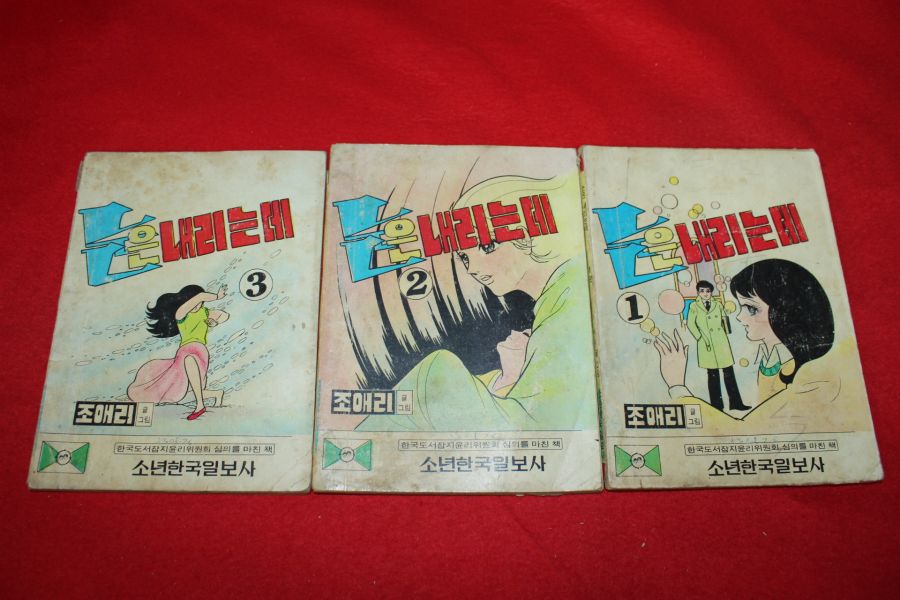 눈은 내리는데
3
조애리
글
그림
한국도서잡지윤리위원회 심의를 마친 책
소년한국일보사
눈은 내리는데
2
조애리
글
그림
한국도서잡지윤리위원회 심의를 마친 책
소년한국일보사
눈은 내리는데
1
조애리
글
그림
한국도서잡지윤리위원회 심의를 마친 책
소년한국일보사